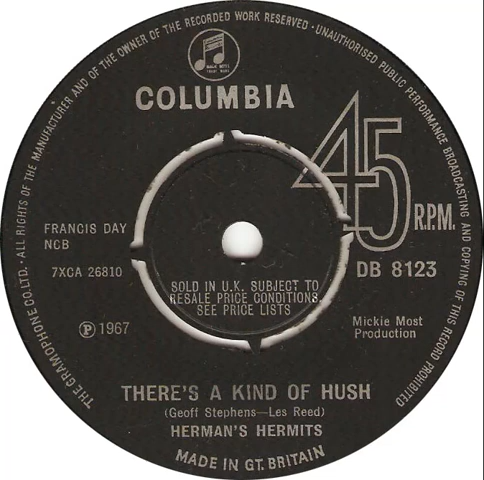 THE GRAMOPHONE CO. LTD. · ALL RIGHTS OF THE MANUFACTURER AND OF THE OWNER OF THE RECORDED WORK RESERVED · UNAUTHORISED PUBLIC PERFORMANCE BROADCASTING AND COPYING OF THIS RECORD PROHIBITED
COLUMBIA
45
R.P.M.
FRANCIS DAY
NCB
7XCA 26810
DB 8123
SOLD IN U.K. SUBJECT TO
RESALE PRICE CONDITIONS,
SEE PRICE LISTS
Ⓟ 1967
Mickie Most
Production
THERE'S A KIND OF HUSH
(Geoff Stephens—Les Reed)
HERMAN'S HERMITS
MADE IN GT. BRITAIN